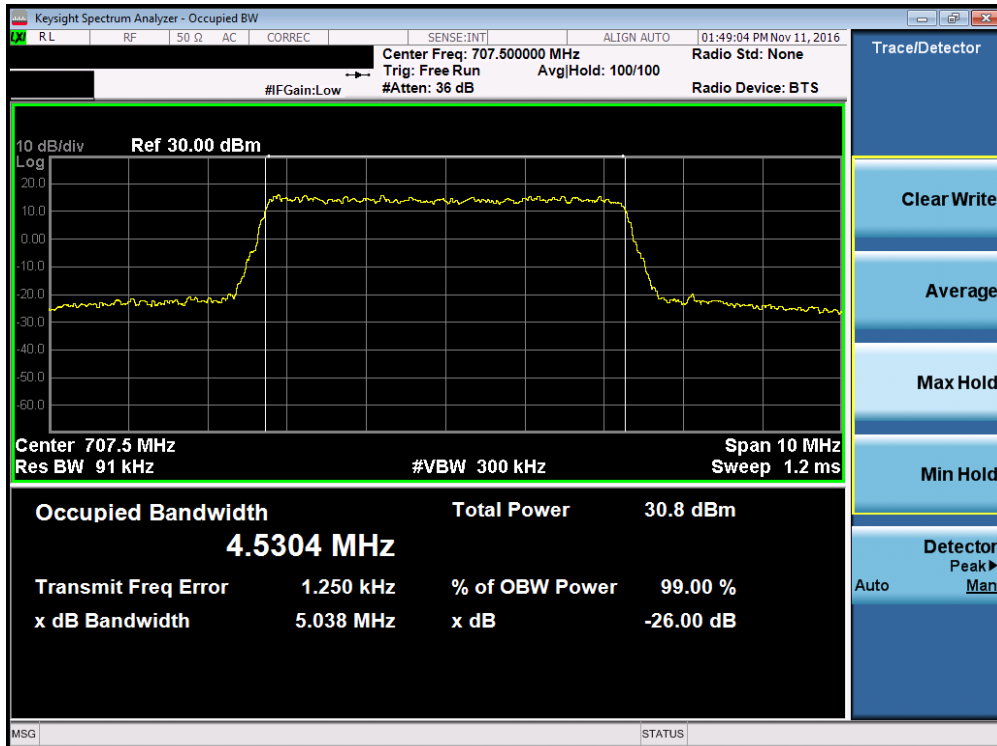 Keysight Spectrum Analyzer - Occupied BW
LXI RL RF 50 Ω AC CORREC SENSE:INT ALIGN AUTO 01:49:04 PM Nov 11, 2016
Center Freq: 707.500000 MHz Radio Std: None
Trig: Free Run Avg|Hold: 100/100
#IFGain:Low #Atten: 36 dB Radio Device: BTS
10 dB/div Ref 30.00 dBm
Log
20.0
10.0
0.00
-10.0
-20.0
-30.0
-40.0
-50.0
-60.0
Center 707.5 MHz Span 10 MHz
Res BW 91 kHz #VBW 300 kHz Sweep 1.2 ms
Occupied Bandwidth Total Power 30.8 dBm
4.5304 MHz
Transmit Freq Error 1.250 kHz % of OBW Power 99.00 %
x dB Bandwidth 5.038 MHz x dB -26.00 dB
Trace/Detector
Clear Write
Average
Max Hold
Min Hold
Detector
Peak▶
Auto Man
MSG STATUS